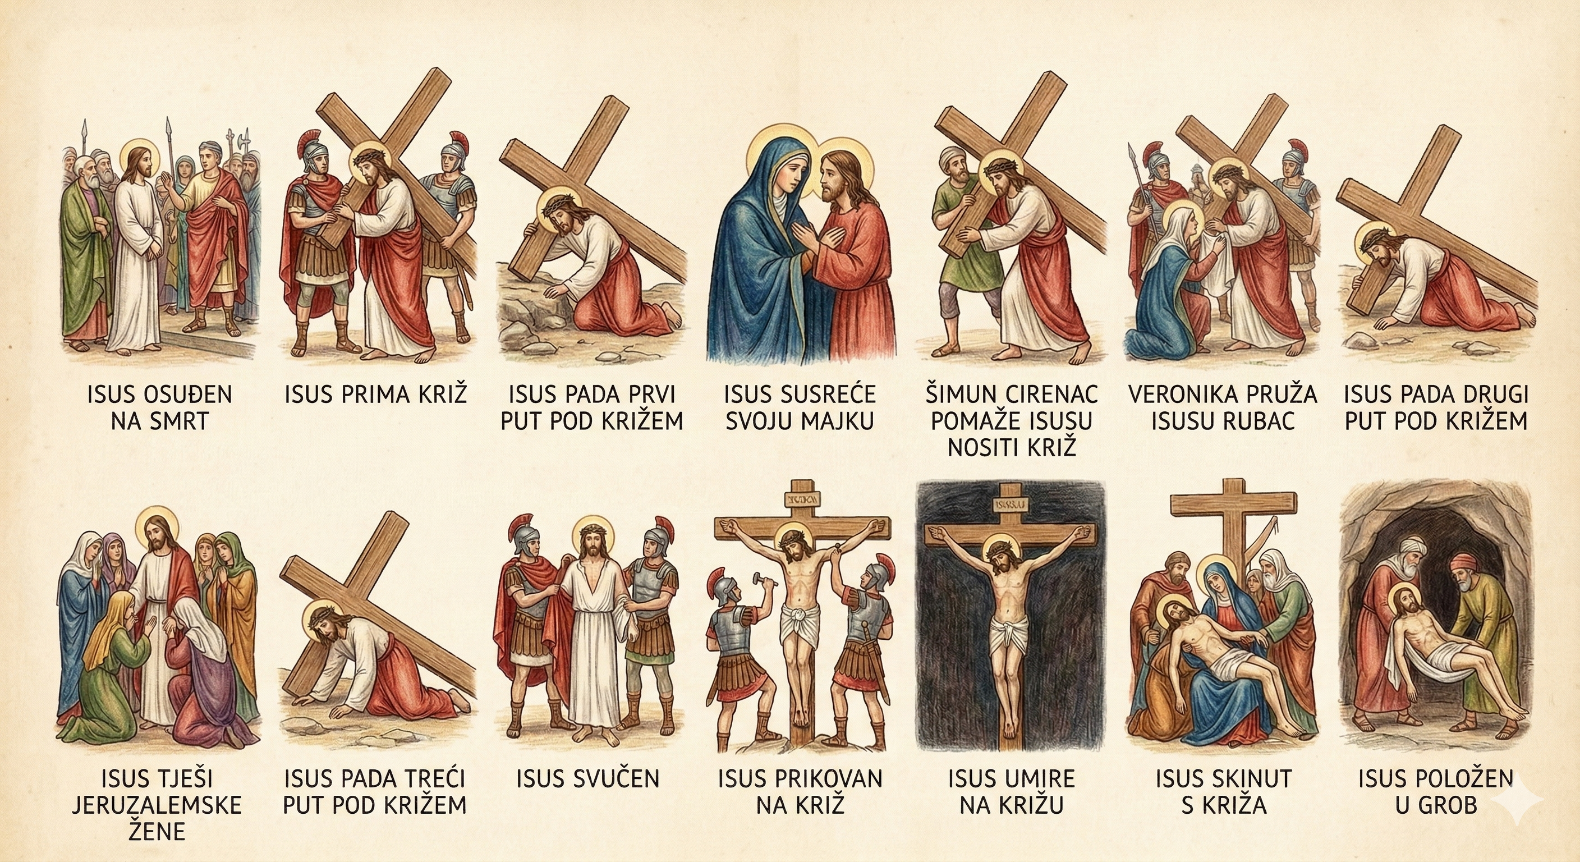 ISUS OSUĐEN
NA SMRT
ISUS PRIMA KRIŽ
ISUS PADA PRVI
PUT POD KRIŽEM
ISUS SUSREĆE
SVOJU MAJKU
ŠIMUN CIRENAC
POMAŽE ISUSU
NOSITI KRIŽ
VERONIKA PRUŽA
ISUSU RUBAC
ISUS PADA DRUGI
PUT POD KRIŽEM
ISUS TJEŠI
JERUZALEMSKE
ŽENE
ISUS PADA TREĆI
PUT POD KRIŽEM
ISUS SVUČEN
ISUS PRIKOVAN
NA KRIŽ
ISUS UMIRE
NA KRIŽU
ISUS SKINUT
S KRIŽA
ISUS POLOŽEN
U GROB